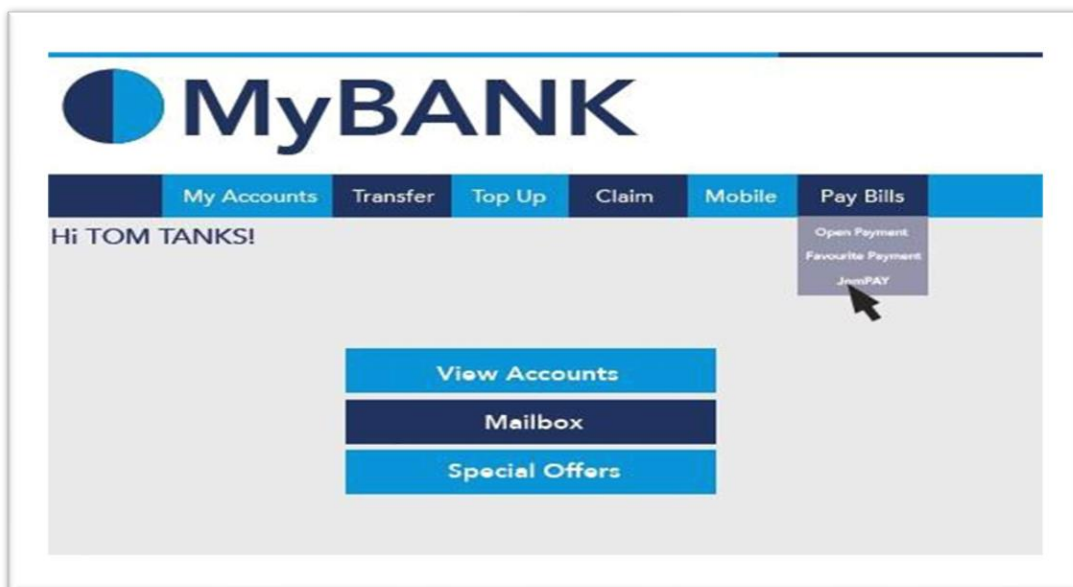 MyBANK
My Accounts Transfer Top Up Claim Mobile Pay Bills
Hi TOM TANKS!
Open Payment
Favourite Payment
JomPAY
View Accounts
Mailbox
Special Offers